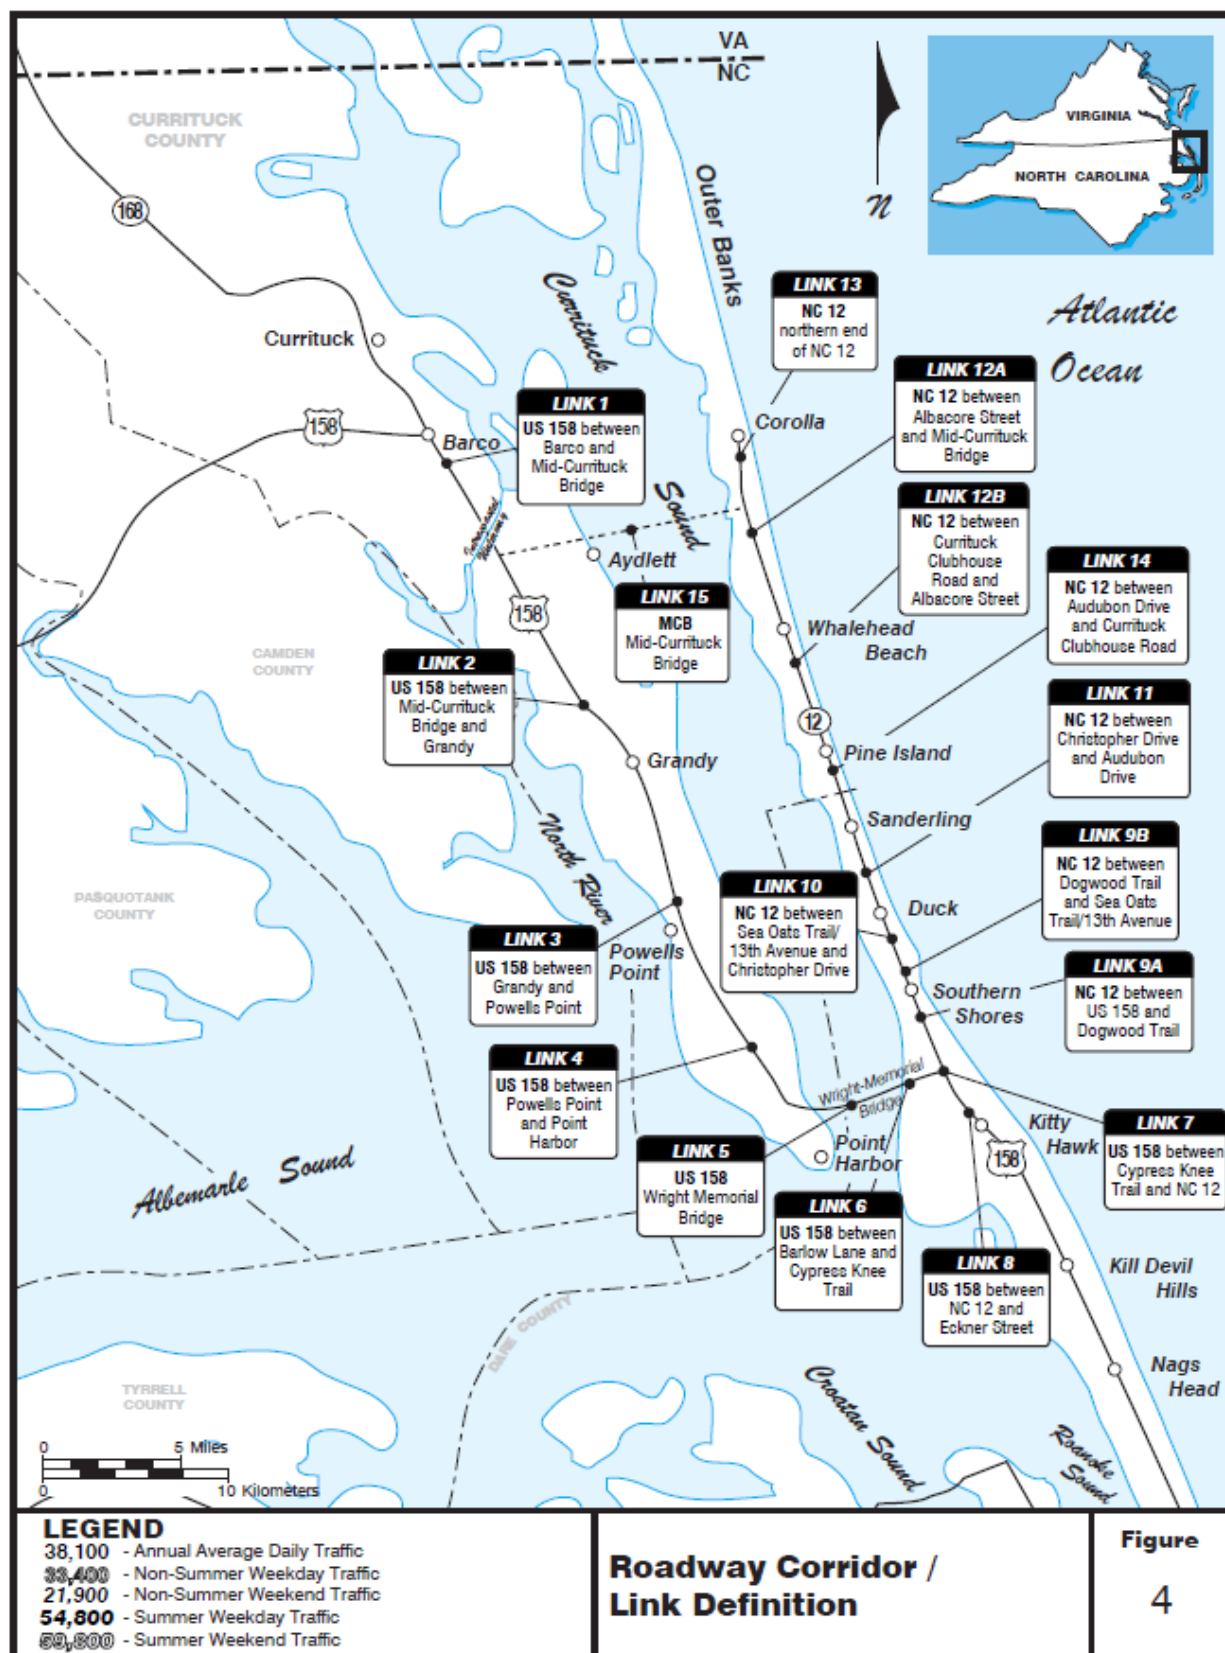 VA
NC
CURRITUCK
COUNTY
VIRGINIA
NORTH CAROLINA
N
168
Outer Banks
Currituck
Sound
Atlantic
Ocean
LINK 13
NC 12
northern end
of NC 12
Currituck
LINK 12A
NC 12 between
Albacore Street
and Mid-Currituck
Bridge
LINK 1
US 158 between
Barco and
Mid-Currituck
Bridge
158
Barco
Corolla
LINK 12B
NC 12 between
Currituck
Clubhouse
Road and
Albacore Street
Intracoastal
Waterway
Aydlett
LINK 14
NC 12 between
Audubon Drive
and Currituck
Clubhouse Road
LINK 15
MCB
Mid-Currituck
Bridge
158
Whalehead
Beach
CAMDEN
COUNTY
LINK 2
US 158 between
Mid-Currituck
Bridge and
Grandy
LINK 11
NC 12 between
Christopher Drive
and Audubon
Drive
12
Grandy
Pine Island
North River
Sanderling
LINK 9B
NC 12 between
Dogwood Trail
and Sea Oats
Trail/13th Avenue
PASQUOTANK
COUNTY
LINK 10
NC 12 between
Sea Oats Trail/
13th Avenue and
Christopher Drive
Duck
LINK 3
US 158 between
Grandy and
Powells Point
Powells
Point
LINK 9A
NC 12 between
US 158 and
Dogwood Trail
Southern
Shores
LINK 4
US 158 between
Powells Point
and Point
Harbor
Wright-Memorial
Bridge
LINK 7
US 158 between
Cypress Knee
Trail and NC 12
Kitty
Hawk
158
LINK 5
US 158
Wright Memorial
Bridge
Point
Harbor
Albemarle Sound
LINK 6
US 158 between
Barlow Lane and
Cypress Knee
Trail
LINK 8
US 158 between
NC 12 and
Eckner Street
Kill Devil
Hills
DARE COUNTY
Nags
Head
TYRRELL
COUNTY
Croatan Sound
Roanoke
Sound
0 5 Miles
0 10 Kilometers
LEGEND
38,100 - Annual Average Daily Traffic
33,400 - Non-Summer Weekday Traffic
21,900 - Non-Summer Weekend Traffic
54,800 - Summer Weekday Traffic
59,800 - Summer Weekend Traffic
Roadway Corridor /
Link Definition
Figure
4